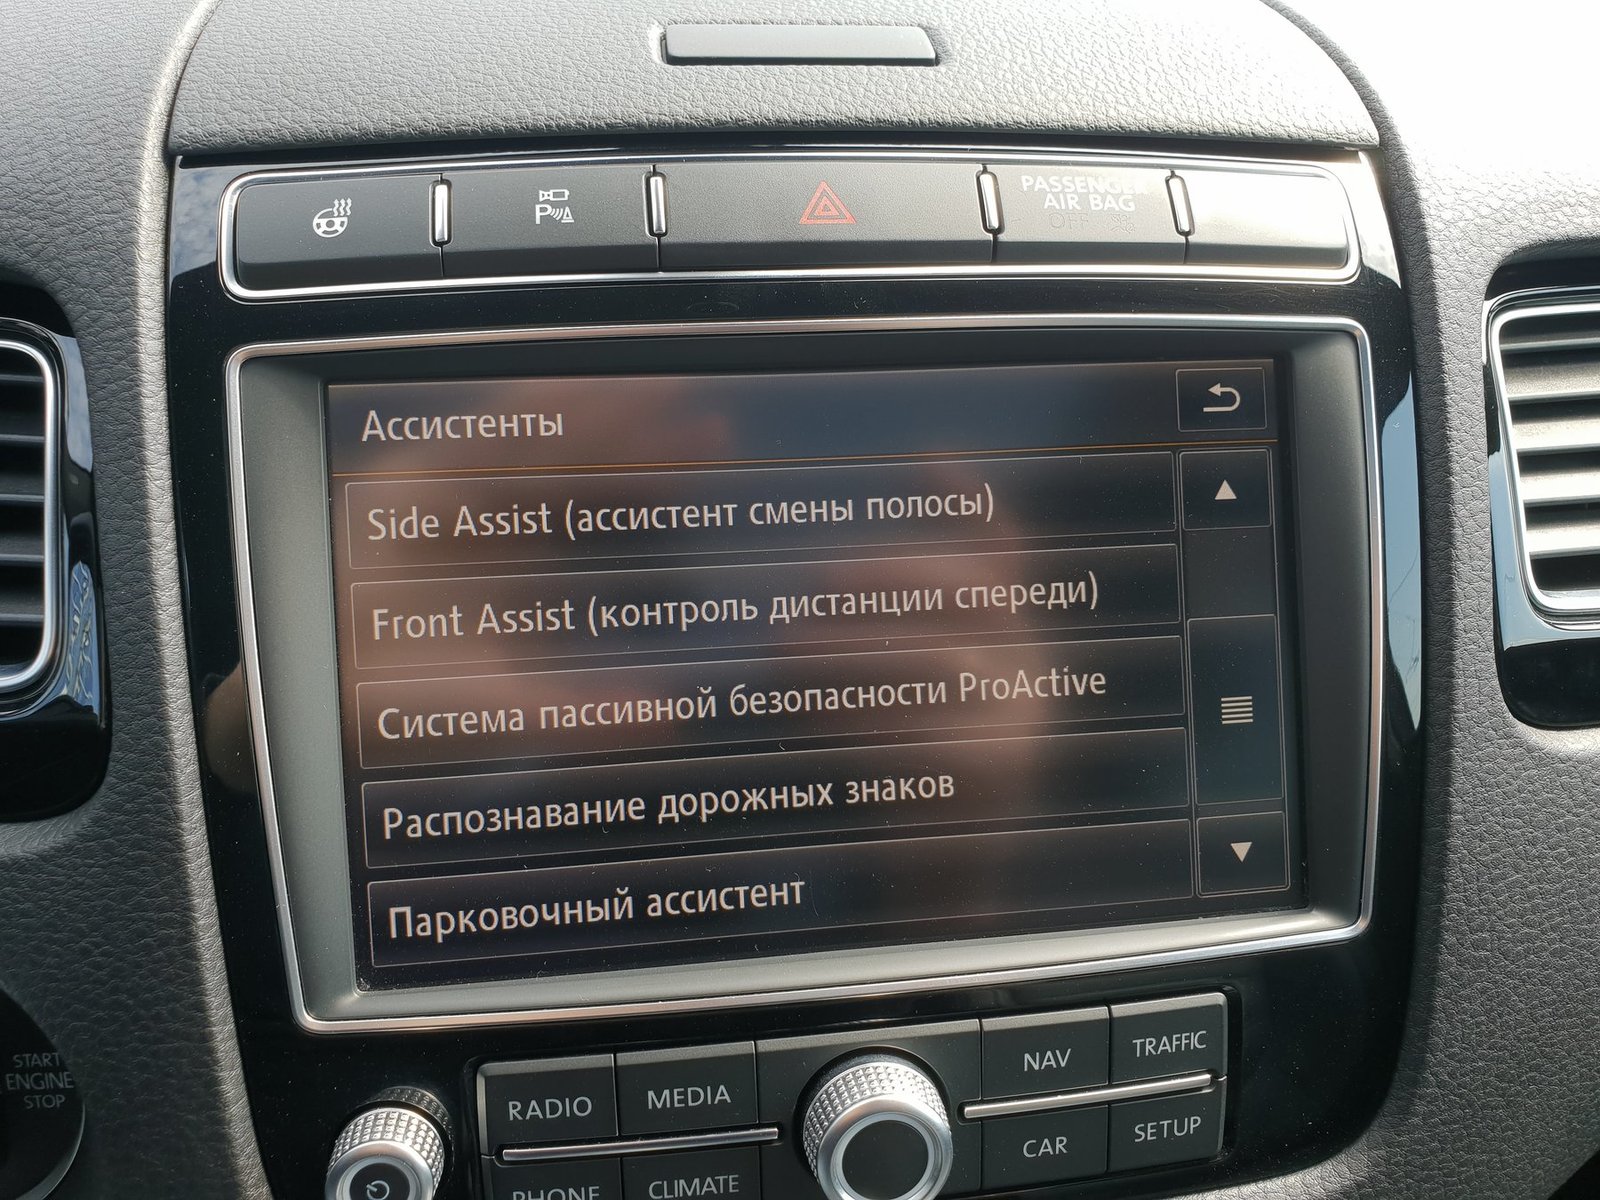 PASSENGER
AIR BAG
OFF
Ассистенты
Side Assist (ассистент смены полосы)
Front Assist (контроль дистанции спереди)
Система пассивной безопасности ProActive
Распознавание дорожных знаков
Парковочный ассистент
START
ENGINE
STOP
RADIO
MEDIA
NAV
TRAFFIC
PHONE
CLIMATE
CAR
SETUP